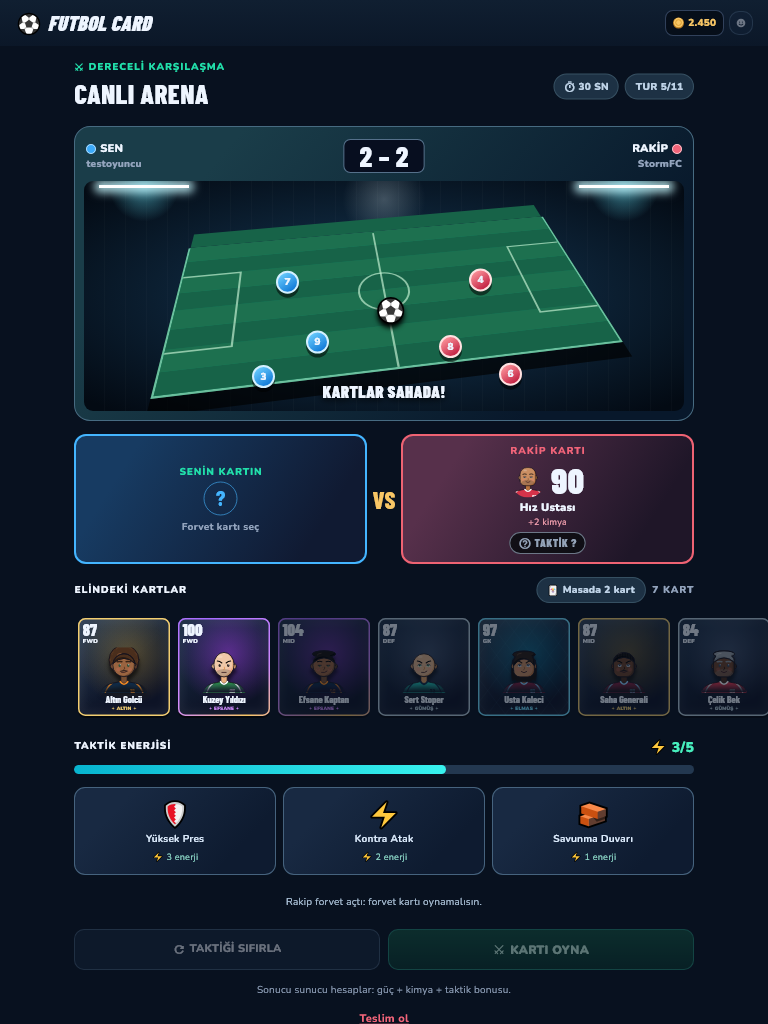 FUTBOL CARD
2.450
DERECELİ KARŞILAŞMA
CANLI ARENA
30 SN
TUR 5/11
SEN
testoyuncu
2 – 2
RAKİP
StormFC
7
4
9
8
3
6
KARTLAR SAHADA!
SENİN KARTIN
?
Forvet kartı seç
VS
RAKİP KARTI
90
Hız Ustası
+2 kimya
TAKTİK ?
ELİNDEKİ KARTLAR
Masada 2 kart
7 KART
87
FWD
Altın Golcü
• ALTIN •
100
FWD
Kuzey Yıldızı
• EFSANE •
104
MID
Efsane Kaptan
• EFSANE •
87
DEF
Sert Stoper
• GÜMÜŞ •
97
GK
Usta Kaleci
• ELMAS •
87
MID
Saha Generali
• ALTIN •
84
DEF
Çelik Bek
• GÜMÜŞ •
TAKTİK ENERJİSİ
3/5
Yüksek Pres
3 enerji
Kontra Atak
2 enerji
Savunma Duvarı
1 enerji
Rakip forvet açtı: forvet kartı oynamalısın.
TAKTİĞİ SIFIRLA
KARTI OYNA
Sonucu sunucu hesaplar: güç + kimya + taktik bonusu.
Teslim ol